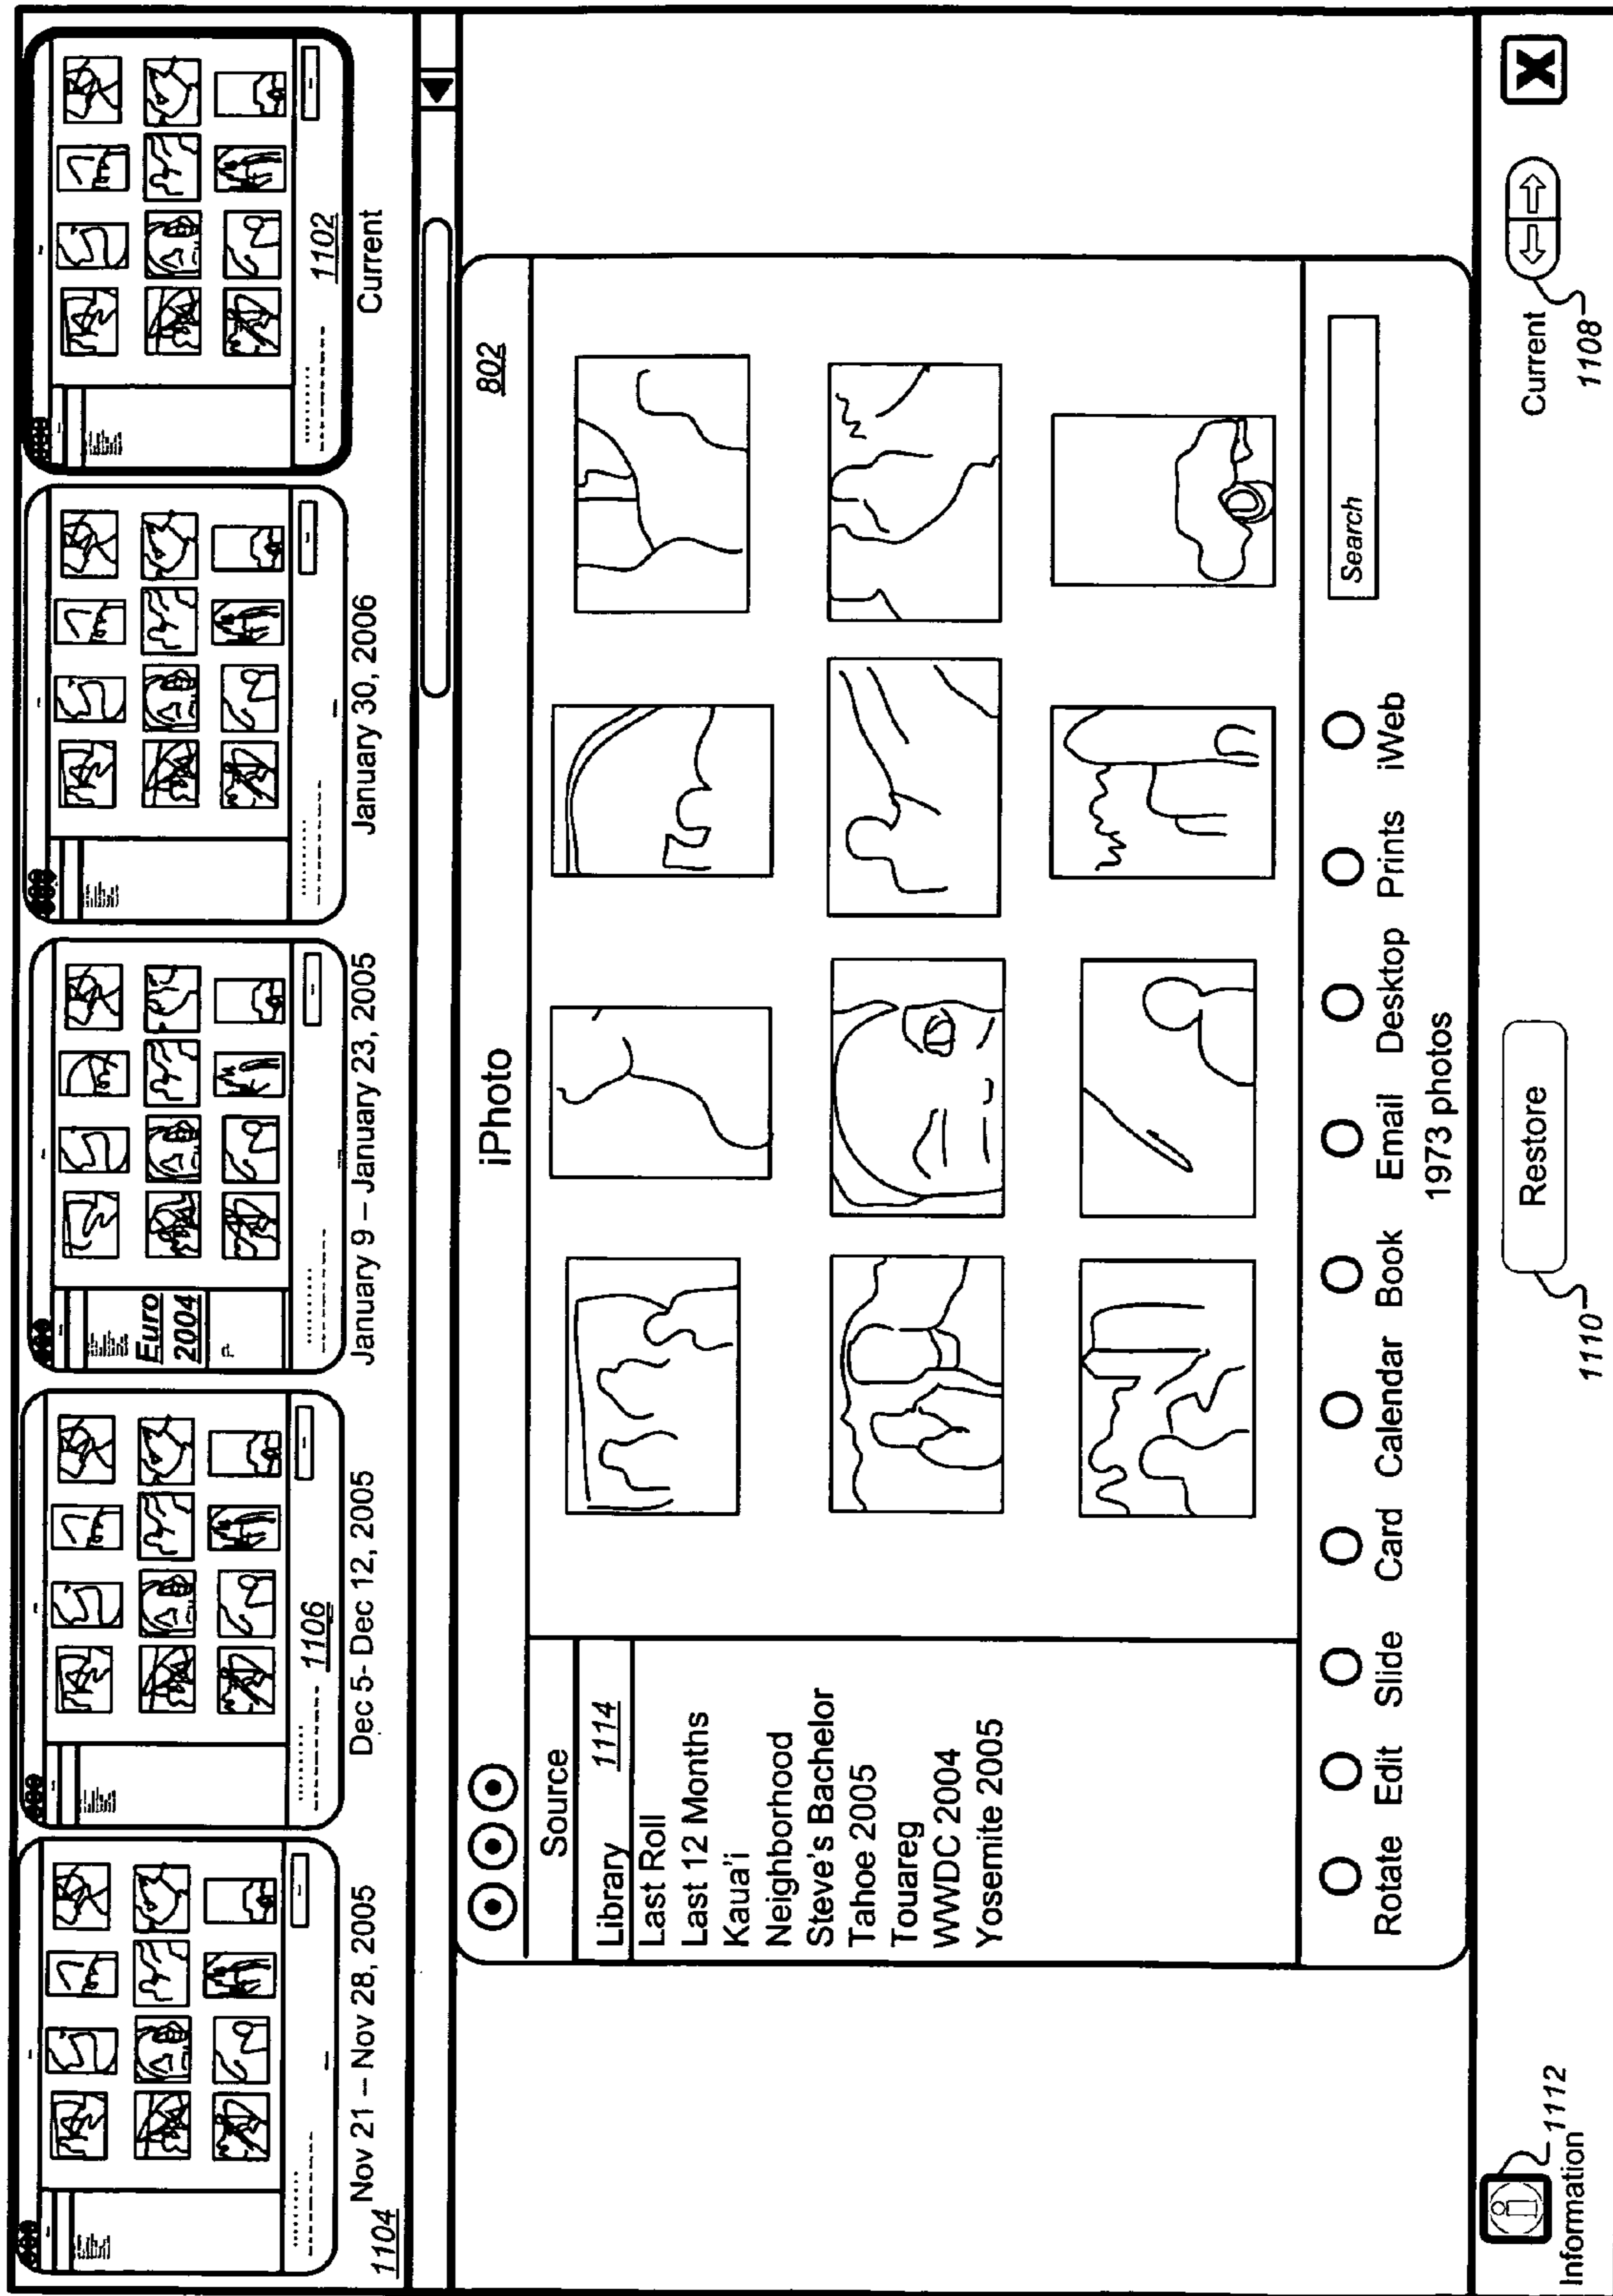 Euro
2004
1106
1102
1104
Nov 21 – Nov 28, 2005
Dec 5- Dec 12, 2005
January 9 – January 23, 2005
January 30, 2006
Current
iPhoto
802
Source
Library 1114
Last Roll
Last 12 Months
Kaua'i
Neighborhood
Steve's Bachelor
Tahoe 2005
Touareg
WWDC 2004
Yosemite 2005
Search
Rotate Edit Slide Card Calendar Book Email Desktop Prints iWeb
1973 photos
1112
Information
Restore
1110
Current
1108
X